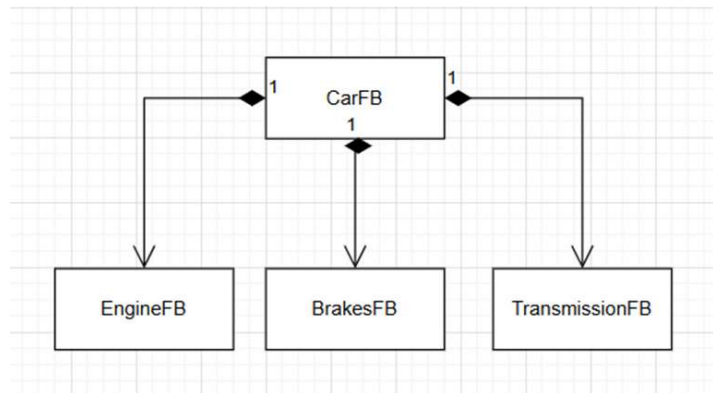 1
CarFB
1
1
EngineFB
BrakesFB
TransmissionFB